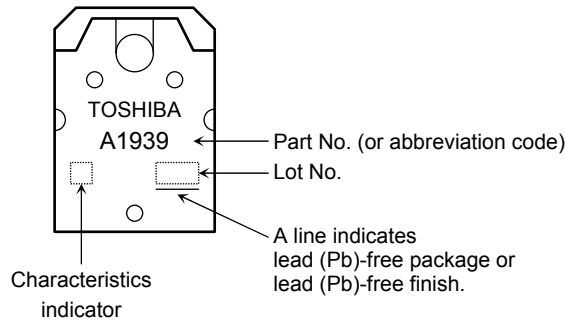 TOSHIBA
A1939
Part No. (or abbreviation code)
Lot No.
A line indicates
lead (Pb)-free package or
lead (Pb)-free finish.
Characteristics
indicator